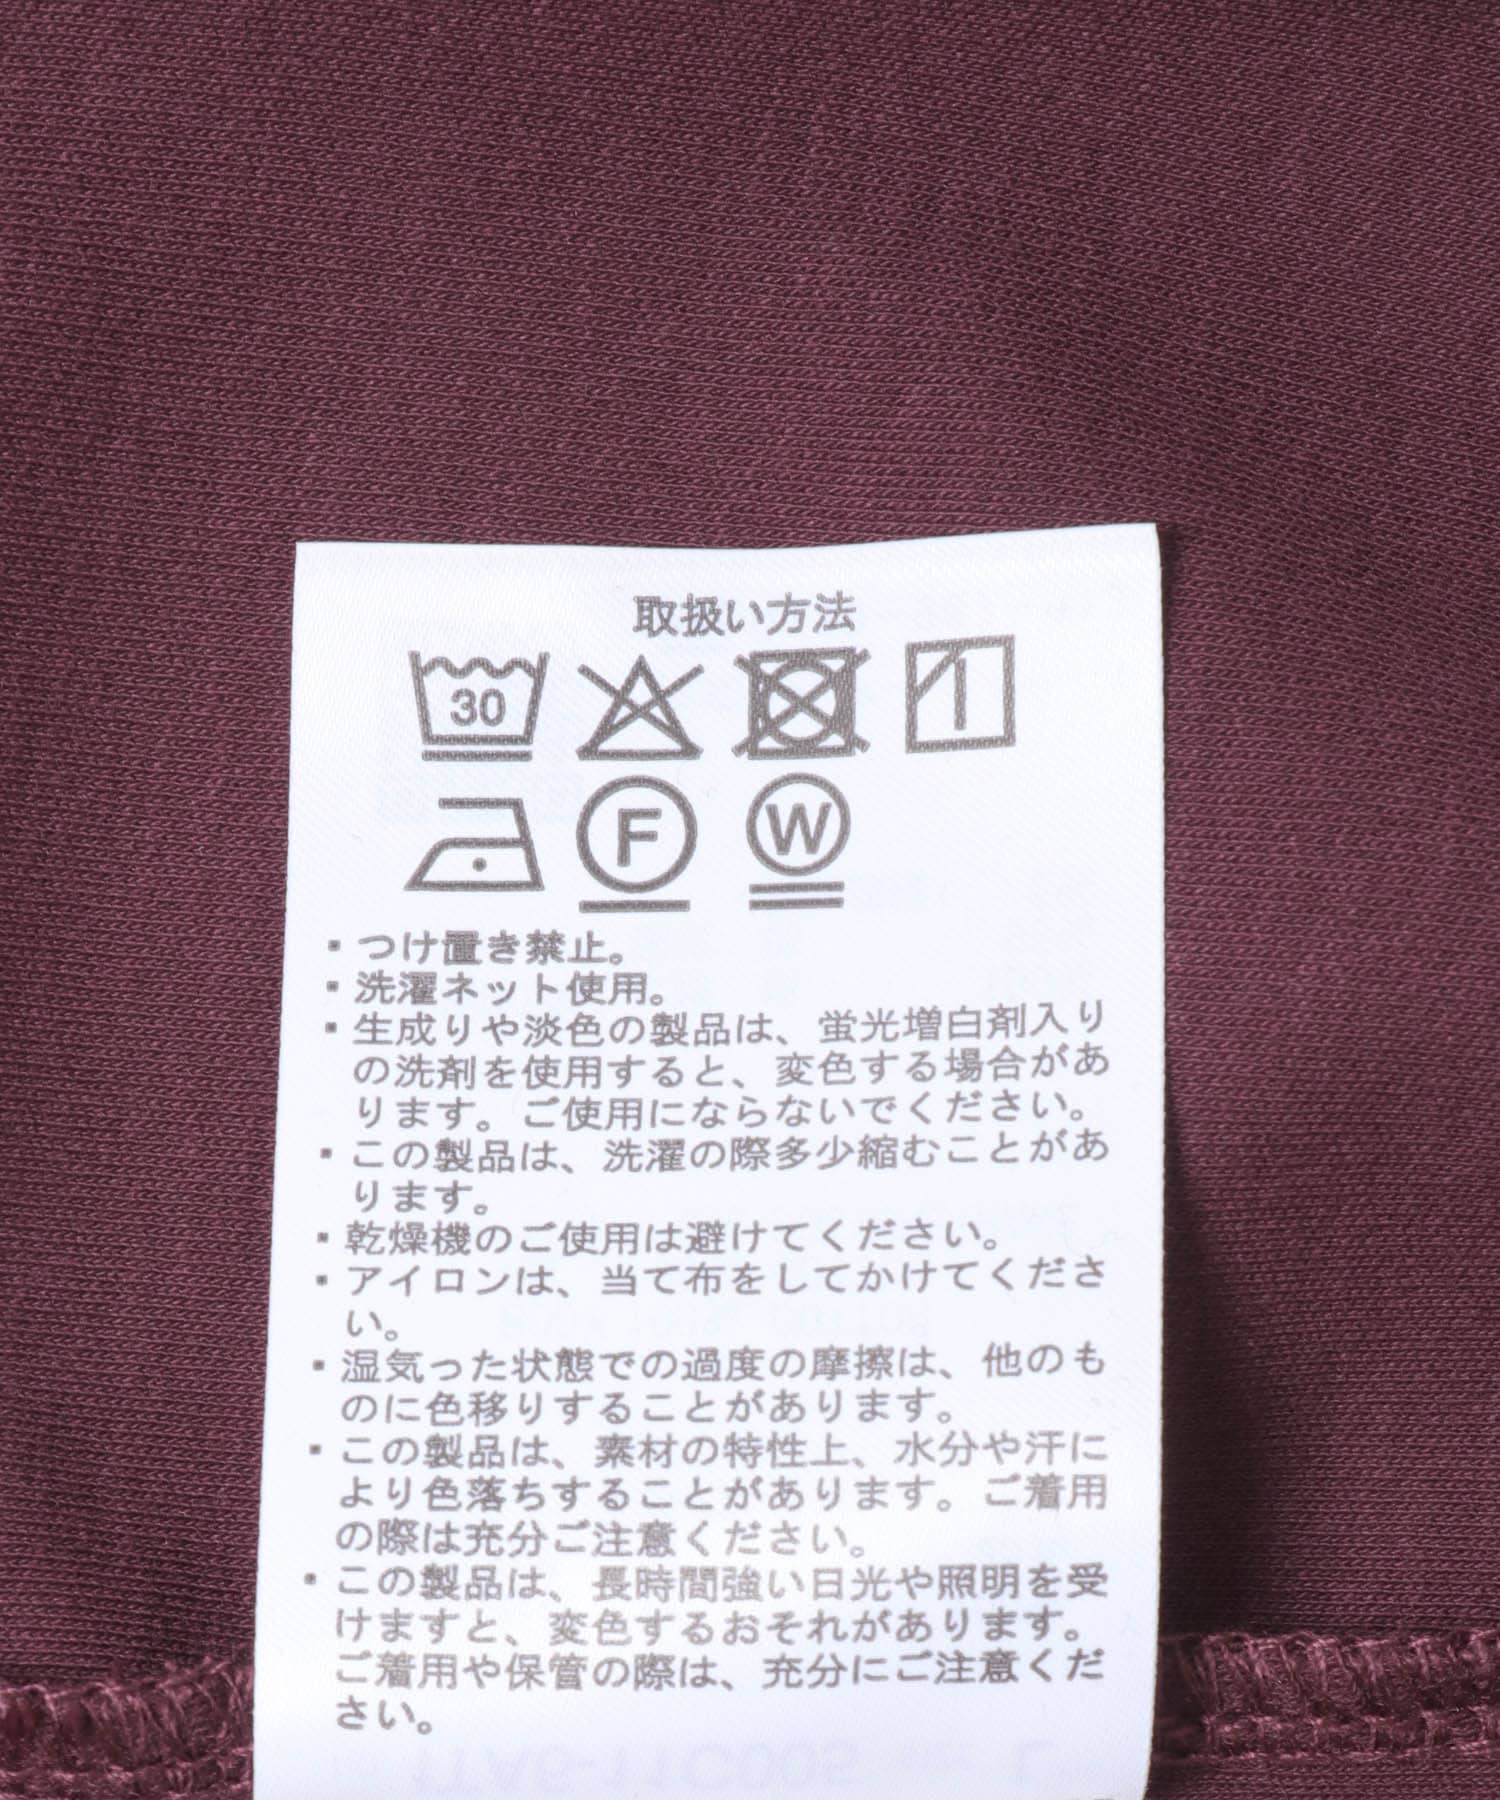 取扱い方法
30
F W
・つけ置き禁止。
・洗濯ネット使用。
・生成りや淡色の製品は、蛍光増白剤入り
の洗剤を使用すると、変色する場合があ
ります。ご使用にならないでください。
・この製品は、洗濯の際多少縮むことがあ
ります。
・乾燥機のご使用は避けてください。
・アイロンは、当て布をしてかけてくださ
い。
・湿気った状態での過度の摩擦は、他のも
のに色移りすることがあります。
・この製品は、素材の特性上、水分や汗に
より色落ちすることがあります。ご着用
の際は充分ご注意ください。
・この製品は、長時間強い日光や照明を受
けますと、変色するおそれがあります。
ご着用や保管の際は、充分にご注意くだ
さい。